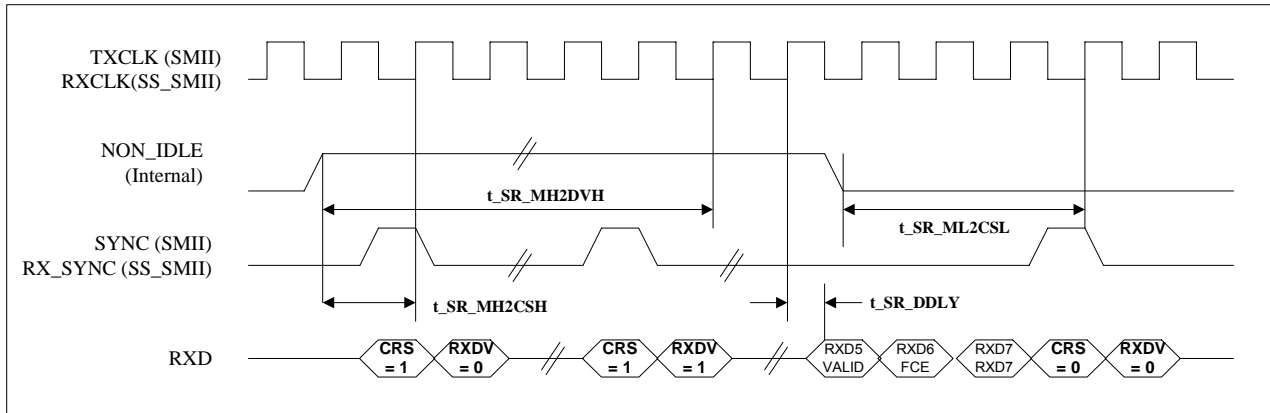 TXCLK (SMII)
RXCLK(SS_SMII)
NON_IDLE
(Internal)
t_SR_MH2DVH
t_SR_ML2CSL
SYNC (SMII)
RX_SYNC (SS_SMII)
t_SR_MH2CSH
t_SR_DDLY
RXD
CRS
= 1
RXDV
= 0
CRS
= 1
RXDV
= 1
RXD5
VALID
RXD6
FCE
RXD7
RXD7
CRS
= 0
RXDV
= 0